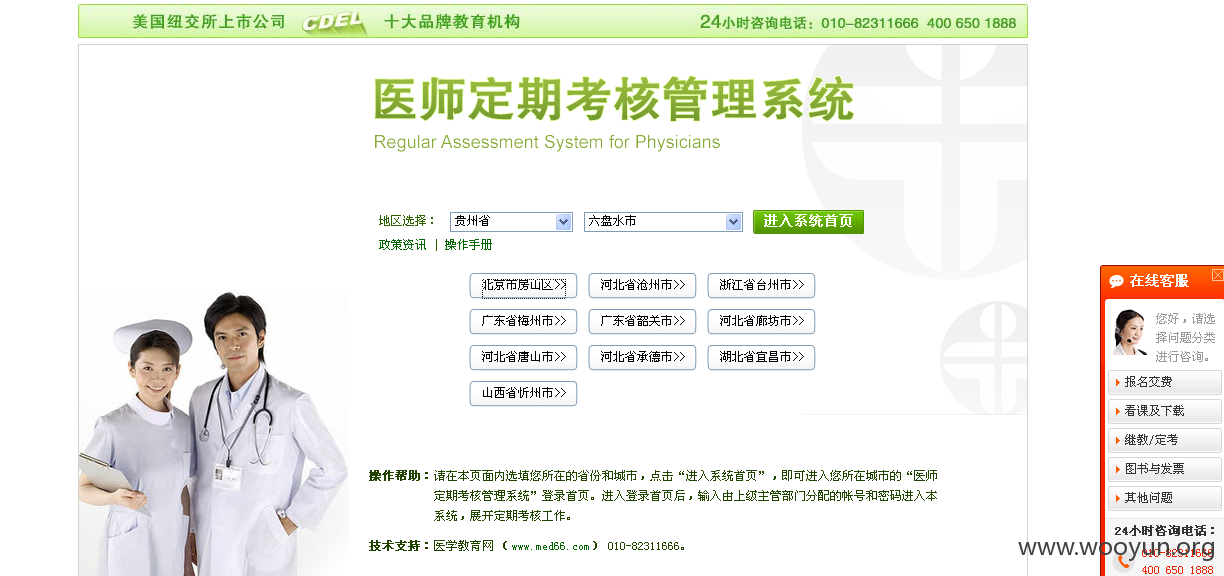 美国纽交所上市公司 CDEL 十大品牌教育机构 24小时咨询电话：010-82311666 400 650 1888
医师定期考核管理系统
Regular Assessment System for Physicians
地区选择： 贵州省 六盘水市 进入系统首页
政策资讯 | 操作手册
北京市房山区>> 河北省沧州市>> 浙江省台州市>>
广东省梅州市>> 广东省韶关市>> 河北省廊坊市>>
河北省唐山市>> 河北省承德市>> 湖北省宜昌市>>
山西省忻州市>>
操作帮助：请在本页面内选填您所在的省份和城市，点击“进入系统首页”，即可进入您所在城市的“医师
定期考核管理系统”登录首页。进入登录首页后，输入由上级主管部门分配的帐号和密码进入本
系统，展开定期考核工作。
技术支持：医学教育网（www.med66.com）010-82311666。
在线客服
您好，请选
择问题分类
进行咨询。
报名交费
看课及下载
继教/定考
图书与发票
其他问题
24小时咨询电话：
010-82311666
400 650 1888
www.wooyun.org